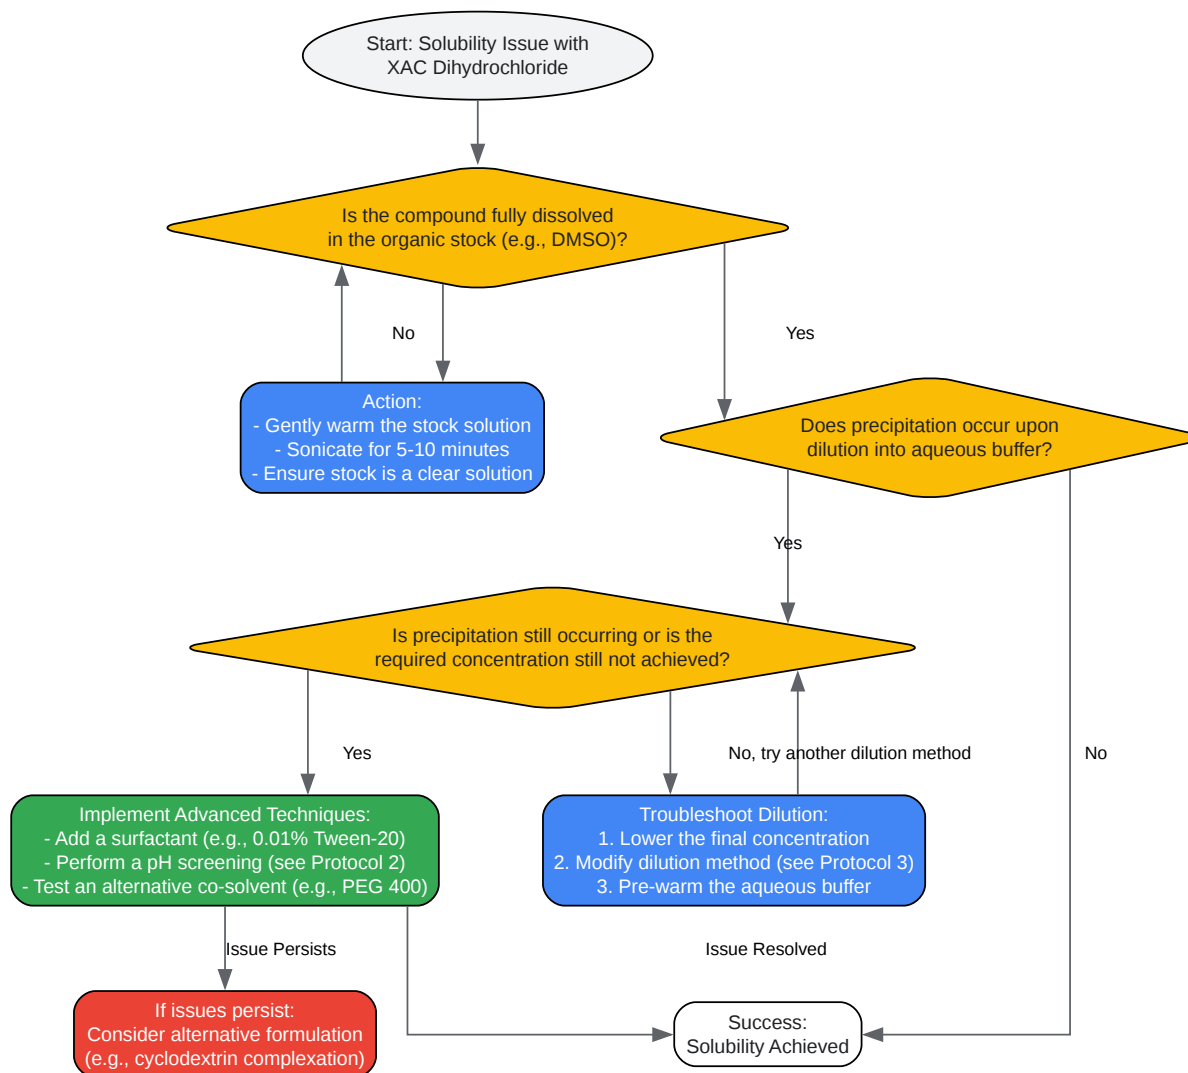 Start: Solubility Issue with
XAC Dihydrochloride
Is the compound fully dissolved
in the organic stock (e.g., DMSO)?
No
Yes
Action:
- Gently warm the stock solution
- Sonicate for 5-10 minutes
- Ensure stock is a clear solution
Does precipitation occur upon
dilution into aqueous buffer?
Yes
Is precipitation still occurring or is the
required concentration still not achieved?
Yes
No, try another dilution method
No
Implement Advanced Techniques:
- Add a surfactant (e.g., 0.01% Tween-20)
- Perform a pH screening (see Protocol 2)
- Test an alternative co-solvent (e.g., PEG 400)
Troubleshoot Dilution:
1. Lower the final concentration
2. Modify dilution method (see Protocol 3)
3. Pre-warm the aqueous buffer
Issue Persists
Issue Resolved
If issues persist:
Consider alternative formulation
(e.g., cyclodextrin complexation)
Success:
Solubility Achieved